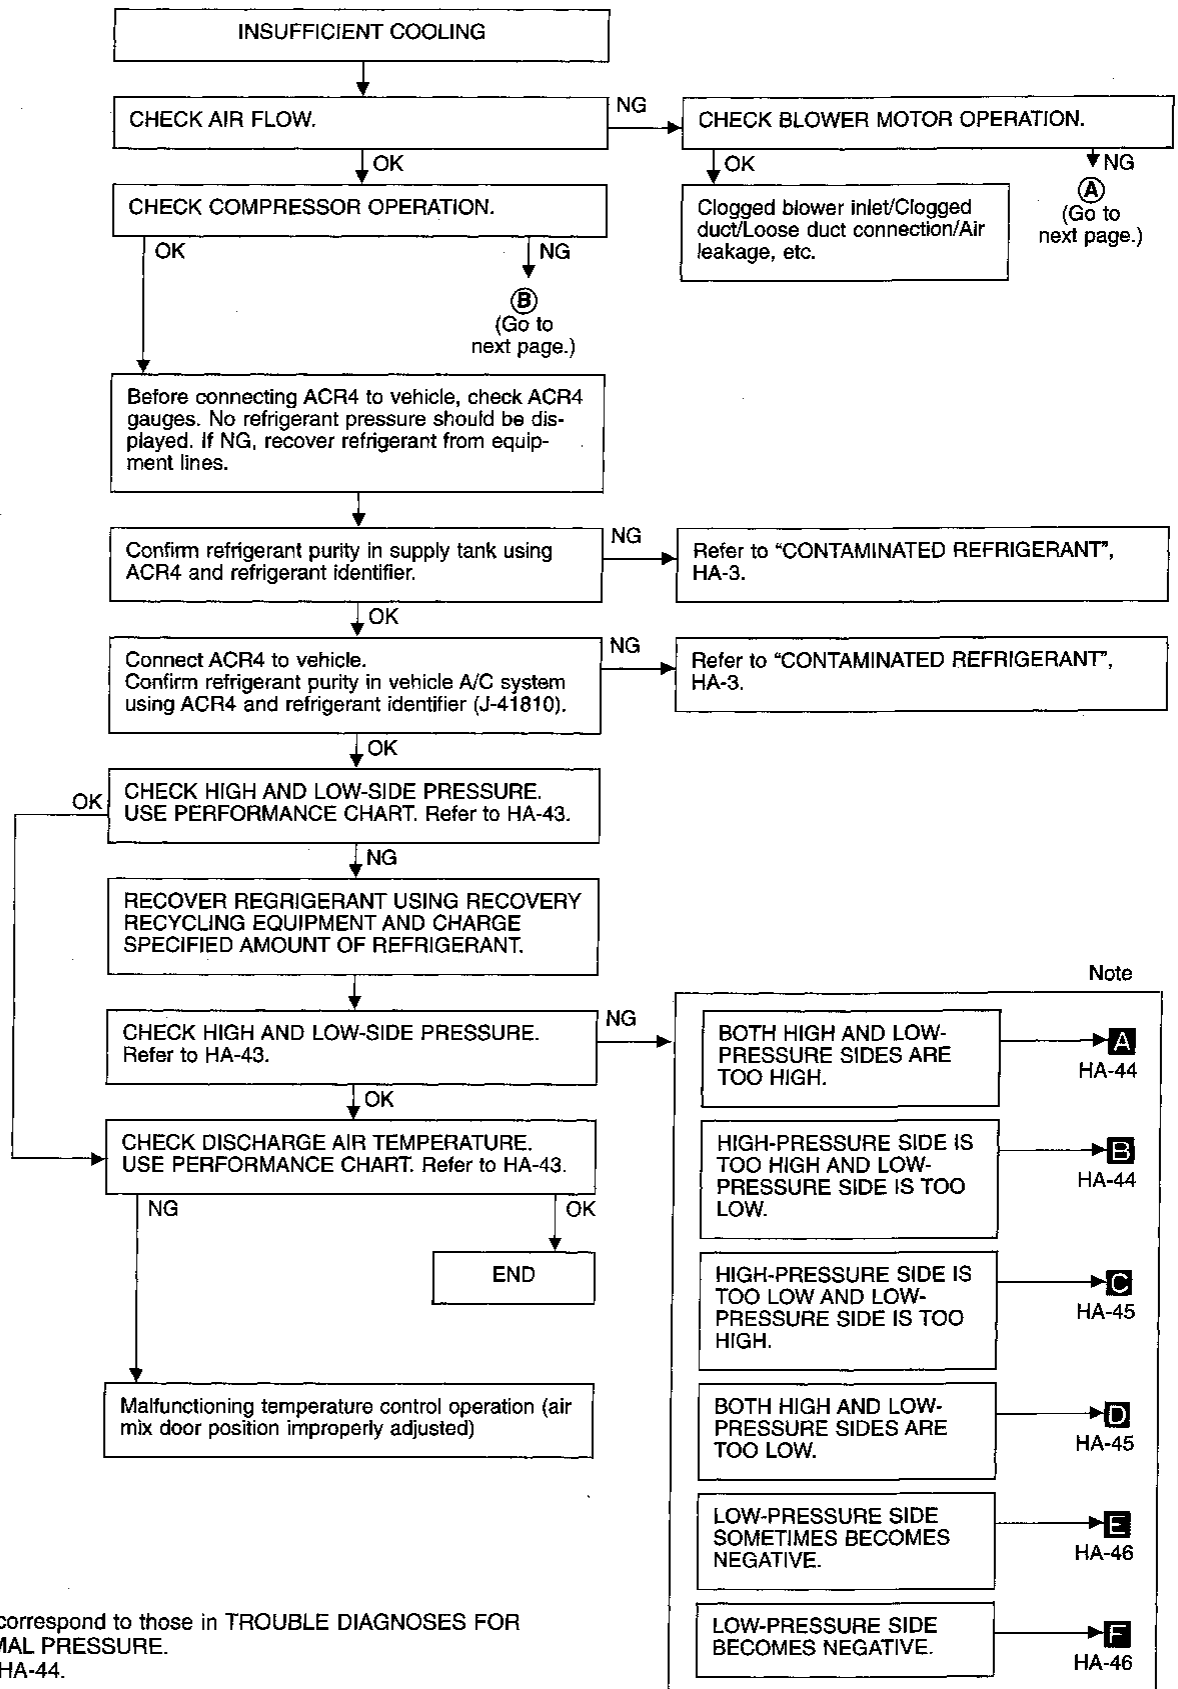 INSUFFICIENT COOLING
CHECK AIR FLOW.
NG
CHECK BLOWER MOTOR OPERATION.
OK
OK
NG
CHECK COMPRESSOR OPERATION.
Clogged blower inlet/Clogged
duct/Loose duct connection/Air
leakage, etc.
A
(Go to
next page.)
OK
NG
B
(Go to
next page.)
Before connecting ACR4 to vehicle, check ACR4
gauges. No refrigerant pressure should be dis-
played. If NG, recover refrigerant from equip-
ment lines.
Confirm refrigerant purity in supply tank using
ACR4 and refrigerant identifier.
NG
Refer to "CONTAMINATED REFRIGERANT",
HA-3.
OK
Connect ACR4 to vehicle.
Confirm refrigerant purity in vehicle A/C system
using ACR4 and refrigerant identifier (J-41810).
NG
Refer to "CONTAMINATED REFRIGERANT",
HA-3.
OK
CHECK HIGH AND LOW-SIDE PRESSURE.
USE PERFORMANCE CHART. Refer to HA-43.
OK
NG
RECOVER REGRIGERANT USING RECOVERY
RECYCLING EQUIPMENT AND CHARGE
SPECIFIED AMOUNT OF REFRIGERANT.
CHECK HIGH AND LOW-SIDE PRESSURE.
Refer to HA-43.
NG
OK
CHECK DISCHARGE AIR TEMPERATURE.
USE PERFORMANCE CHART. Refer to HA-43.
NG
OK
END
Malfunctioning temperature control operation (air
mix door position improperly adjusted)
Note
BOTH HIGH AND LOW-
PRESSURE SIDES ARE
TOO HIGH.
A
HA-44
HIGH-PRESSURE SIDE IS
TOO HIGH AND LOW-
PRESSURE SIDE IS TOO
LOW.
B
HA-44
HIGH-PRESSURE SIDE IS
TOO LOW AND LOW-
PRESSURE SIDE IS TOO
HIGH.
C
HA-45
BOTH HIGH AND LOW-
PRESSURE SIDES ARE
TOO LOW.
D
HA-45
LOW-PRESSURE SIDE
SOMETIMES BECOMES
NEGATIVE.
E
HA-46
LOW-PRESSURE SIDE
BECOMES NEGATIVE.
F
HA-46
correspond to those in TROUBLE DIAGNOSES FOR
MAL PRESSURE.
HA-44.